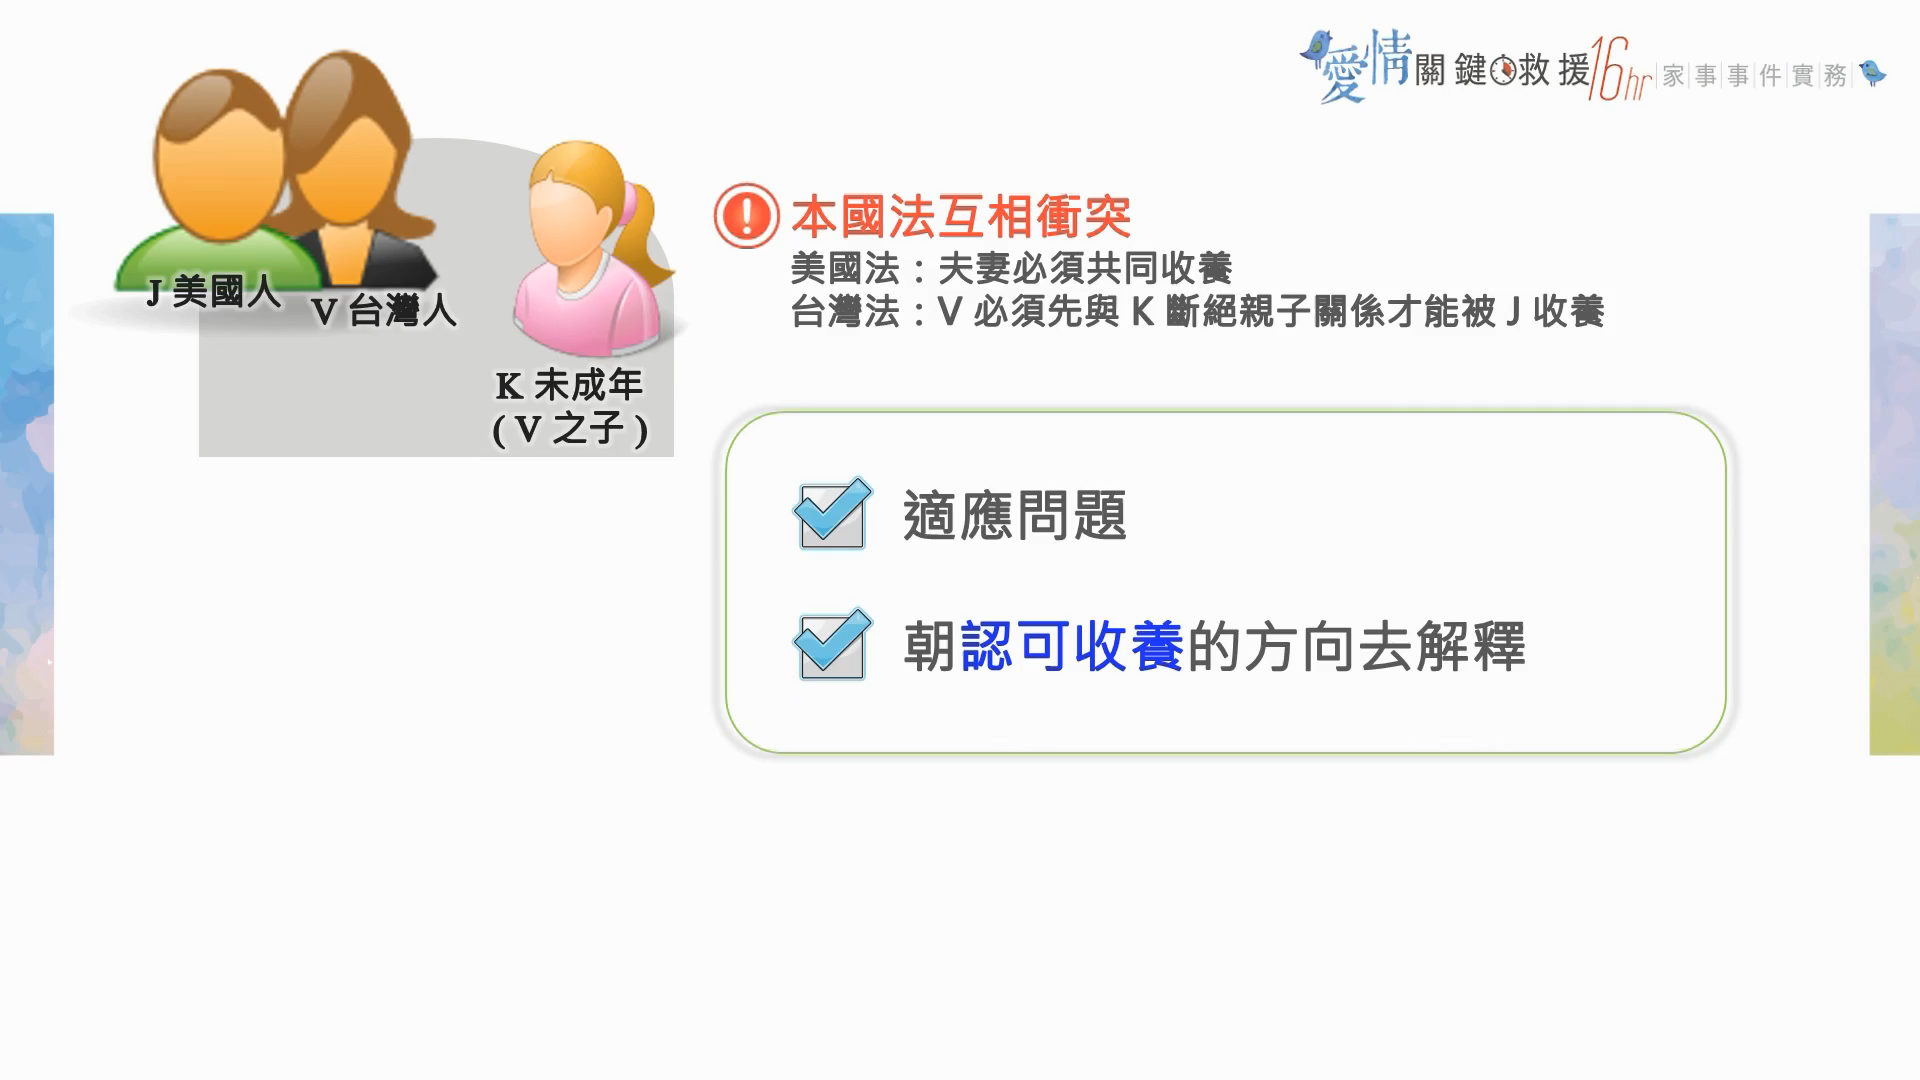 愛情關鍵救援16hr 家事事件實務
J 美國人
V 台灣人
K 未成年
( V 之子 )
本國法互相衝突
美國法：夫妻必須共同收養
台灣法：V 必須先與 K 斷絕親子關係才能被 J 收養
適應問題
朝認可收養的方向去解釋